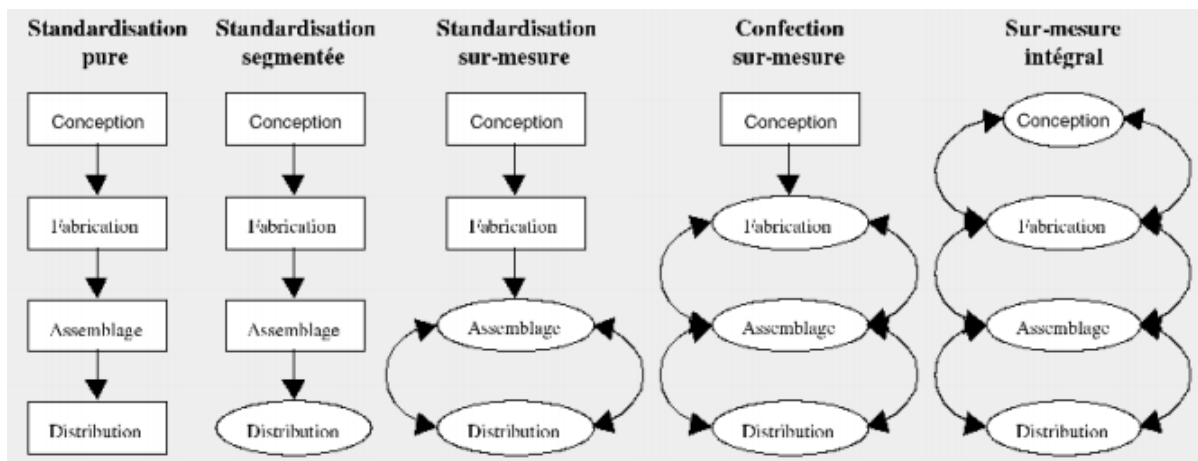 Standardisation
pure
Standardisation
segmentée
Standardisation
sur-mesure
Confection
sur-mesure
Sur-mesure
intégral
Conception
Conception
Conception
Conception
Conception
Fabrication
Fabrication
Fabrication
Fabrication
Fabrication
Assemblage
Assemblage
Assemblage
Assemblage
Assemblage
Distribution
Distribution
Distribution
Distribution
Distribution